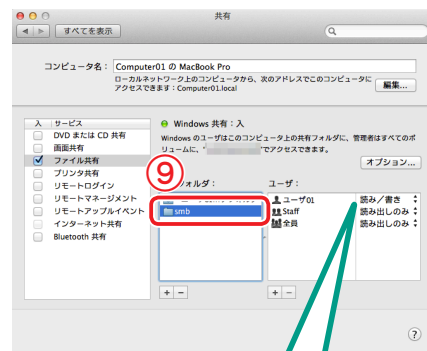 共有
すべてを表示
コンピュータ名： Computer01 の MacBook Pro
ローカルネットワーク上のコンピュータから、次のアドレスでこのコンピュータに
アクセスできます：Computer01.local
編集...
入 サービス
DVD または CD 共有
画面共有
ファイル共有
プリンタ共有
リモートログイン
リモートマネージメント
リモートアップルイベント
インターネット共有
Bluetooth 共有
Windows 共有：入
Windows のユーザはこのコンピュータ上の共有フォルダに、管理者はすべてのボ
リュームに、“ ”でアクセスできます。
オプション...
⑨
ォルダ：
smb
ユーザ：
ユーザ01 読み／書き
Staff 読み出しのみ
全員 読み出しのみ
+ − + −
?